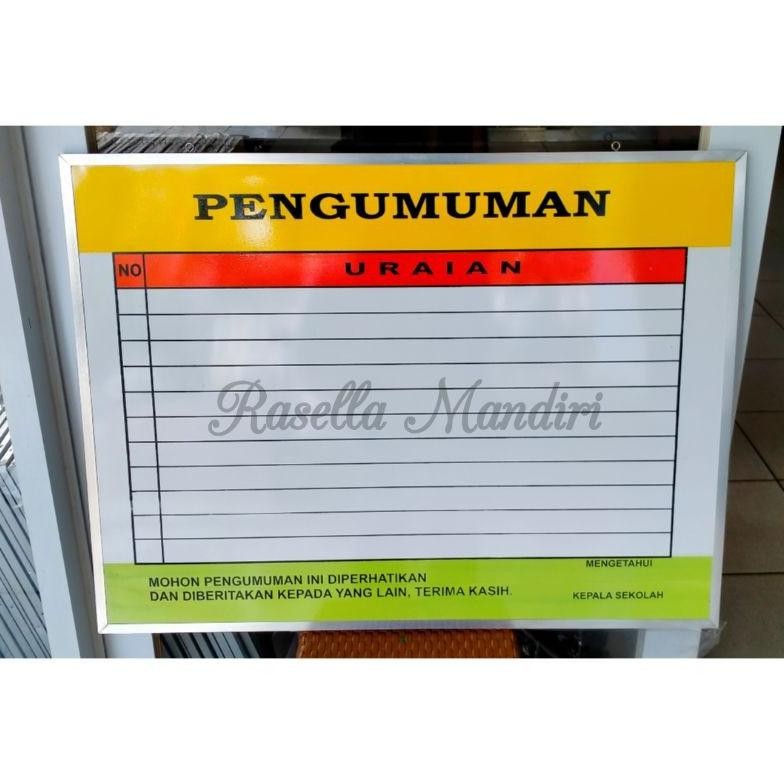 PENGUMUMAN
NO URAIAN
Rasella Mandiri
MENGETAHUI
MOHON PENGUMUMAN INI DIPERHATIKAN
DAN DIBERITAKAN KEPADA YANG LAIN, TERIMA KASIH.
KEPALA SEKOLAH